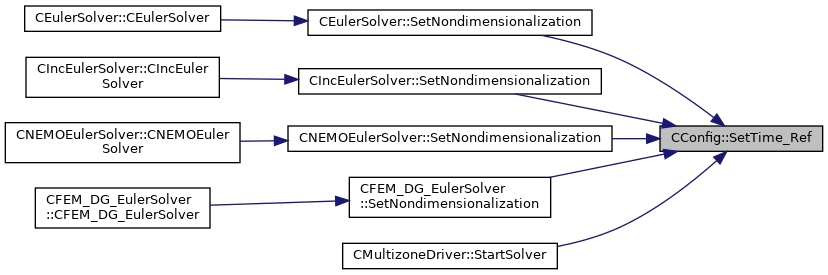 CEulerSolver::CEulerSolver
CEulerSolver::SetNondimensionalization
CIncEulerSolver::CIncEuler
Solver
CIncEulerSolver::SetNondimensionalization
CNEMOEulerSolver::CNEMOEuler
Solver
CNEMOEulerSolver::SetNondimensionalization
CConfig::SetTime_Ref
CFEM_DG_EulerSolver
::CFEM_DG_EulerSolver
CFEM_DG_EulerSolver
::SetNondimensionalization
CMultizoneDriver::StartSolver